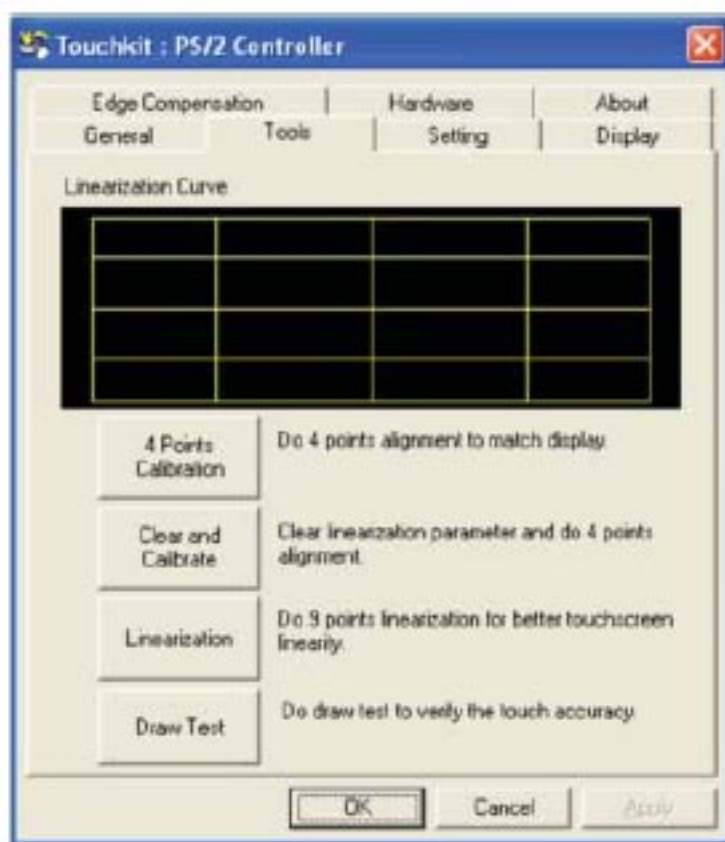 Touchkit : PS/2 Controller
Edge Compensation Hardware About
General Tools Setting Display
Linearization Curve
4 Points
Calibration
Do 4 points alignment to match display.
Clear and
Calibrate
Clear linearization parameter and do 4 points
alignment.
Linearization
Do 9 points linearization for better touchscreen
linearity.
Draw Test
Do draw test to verify the touch accuracy.
OK Cancel Apply